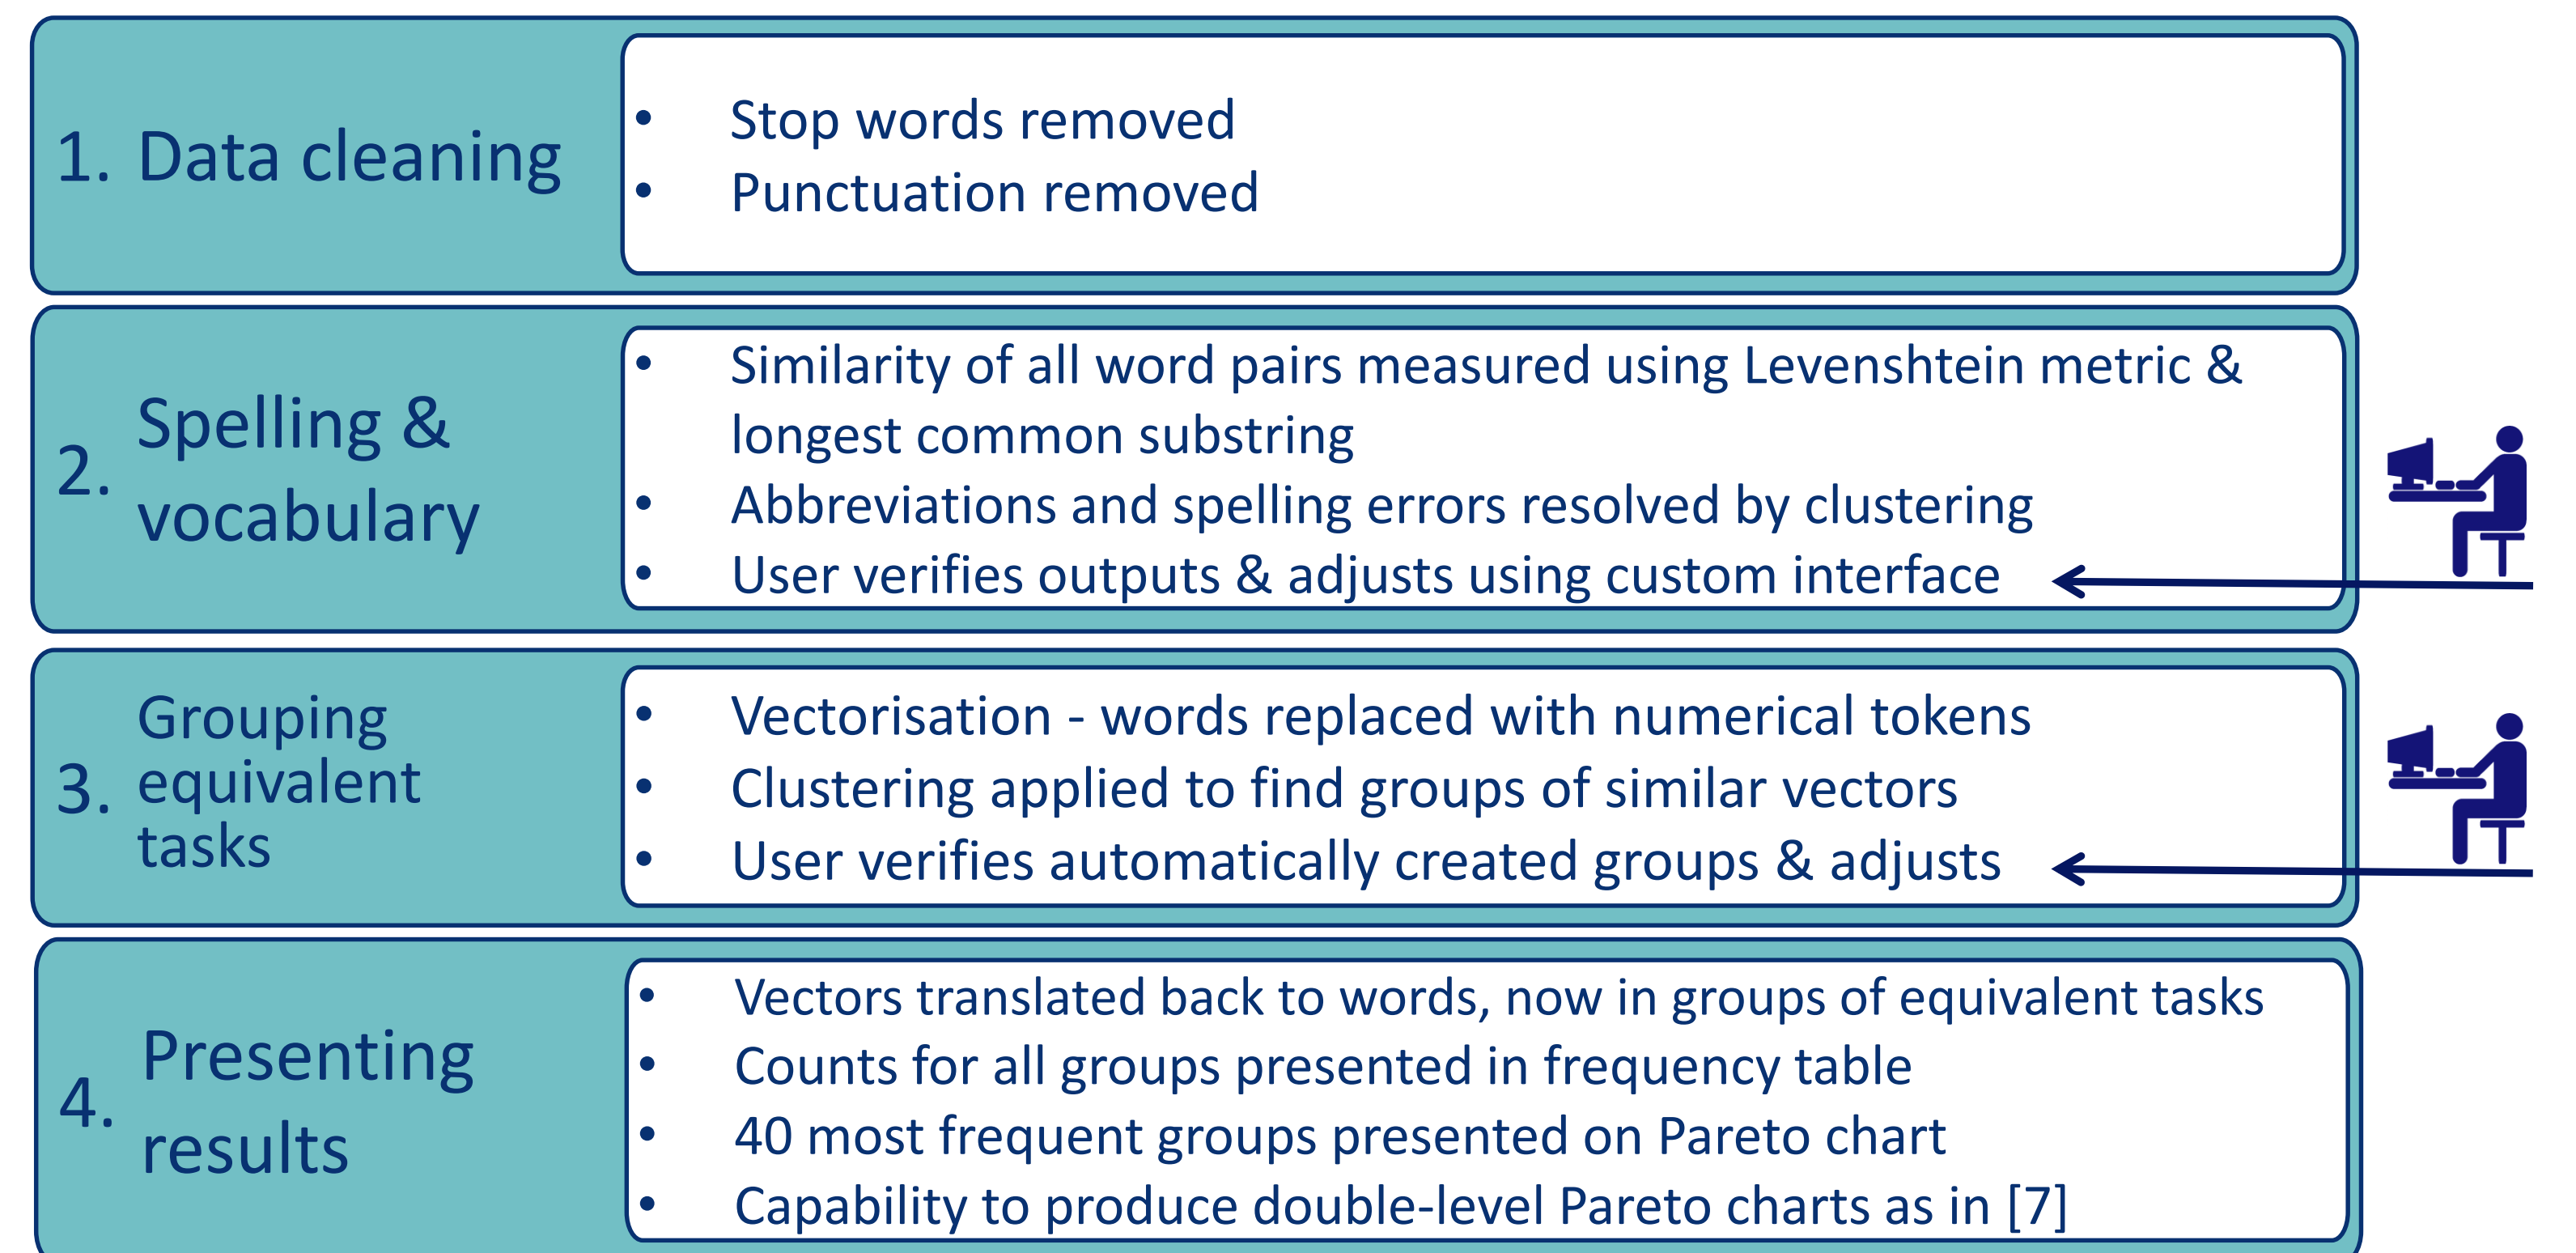 1. Data cleaning
• Stop words removed
• Punctuation removed
2. Spelling &
vocabulary
• Similarity of all word pairs measured using Levenshtein metric &
longest common substring
• Abbreviations and spelling errors resolved by clustering
• User verifies outputs & adjusts using custom interface
3. Grouping
equivalent
tasks
• Vectorisation - words replaced with numerical tokens
• Clustering applied to find groups of similar vectors
• User verifies automatically created groups & adjusts
4. Presenting
results
• Vectors translated back to words, now in groups of equivalent tasks
• Counts for all groups presented in frequency table
• 40 most frequent groups presented on Pareto chart
• Capability to produce double-level Pareto charts as in [7]